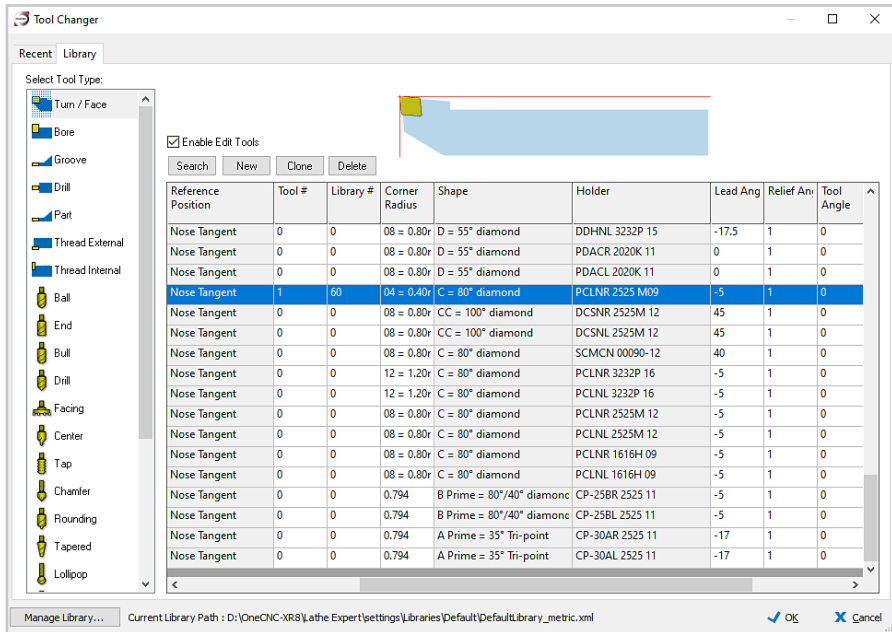 Tool Changer
Recent Library
Select Tool Type:
Turn / Face
Bore
Groove
Drill
Part
Thread External
Thread Internal
Ball
End
Bull
Drill
Facing
Center
Tap
Chamfer
Rounding
Tapered
Lollipop
Enable Edit Tools
Search New Clone Delete
Reference Position Tool # Library # Corner Radius Shape Holder Lead Ang Relief An Tool Angle
Nose Tangent 0 0 08 = 0.80r D = 55° diamond DDHNL 3232P 15 -17.5 1 0
Nose Tangent 0 0 08 = 0.80r D = 55° diamond PDACR 2020K 11 0 1 0
Nose Tangent 0 0 08 = 0.80r D = 55° diamond PDACL 2020K 11 0 1 0
Nose Tangent 1 60 04 = 0.40r C = 80° diamond PCLNR 2525 M09 -5 1 0
Nose Tangent 0 0 08 = 0.80r CC = 100° diamond DCSNR 2525M 12 45 1 0
Nose Tangent 0 0 08 = 0.80r CC = 100° diamond DCSNL 2525M 12 45 1 0
Nose Tangent 0 0 08 = 0.80r C = 80° diamond SCMCN 00090-12 40 1 0
Nose Tangent 0 0 12 = 1.20r C = 80° diamond PCLNR 3232P 16 -5 1 0
Nose Tangent 0 0 12 = 1.20r C = 80° diamond PCLNL 3232P 16 -5 1 0
Nose Tangent 0 0 08 = 0.80r C = 80° diamond PCLNR 2525M 12 -5 1 0
Nose Tangent 0 0 08 = 0.80r C = 80° diamond PCLNL 2525M 12 -5 1 0
Nose Tangent 0 0 08 = 0.80r C = 80° diamond PCLNR 1616H 09 -5 1 0
Nose Tangent 0 0 08 = 0.80r C = 80° diamond PCLNL 1616H 09 -5 1 0
Nose Tangent 0 0 0.794 B Prime = 80°/40° diamond CP-25BR 2525 11 -5 1 0
Nose Tangent 0 0 0.794 B Prime = 80°/40° diamond CP-25BL 2525 11 -5 1 0
Nose Tangent 0 0 0.794 A Prime = 35° Tri-point CP-30AR 2525 11 -17 1 0
Nose Tangent 0 0 0.794 A Prime = 35° Tri-point CP-30AL 2525 11 -17 1 0
Manage Library... Current Library Path : D:\OneCNC-XR8\Lathe Expert\settings\Libraries\Default\DefaultLibrary_metric.xml OK Cancel